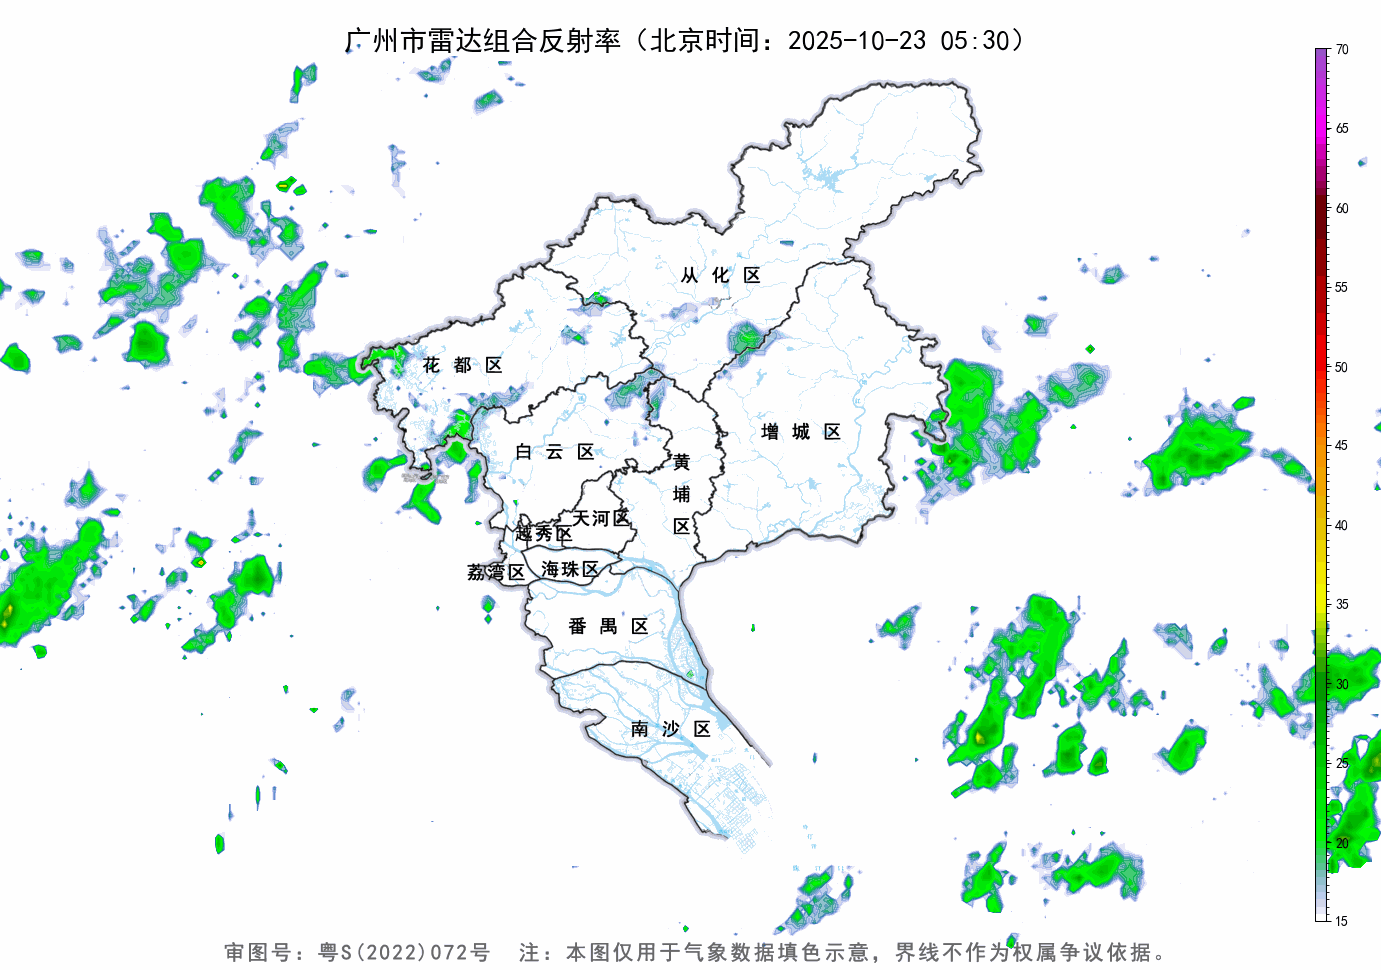 广州市雷达组合反射率（北京时间：2025-10-23 05:30）
70
65
60
55
50
45
40
35
30
25
20
15
从化区
花都区
增城区
白云区
黄埔区
天河区
越秀区
荔湾区
海珠区
番禺区
南沙区
审图号：粤S(2022)072号 注：本图仅用于气象数据填色示意，界线不作为权属争议依据。